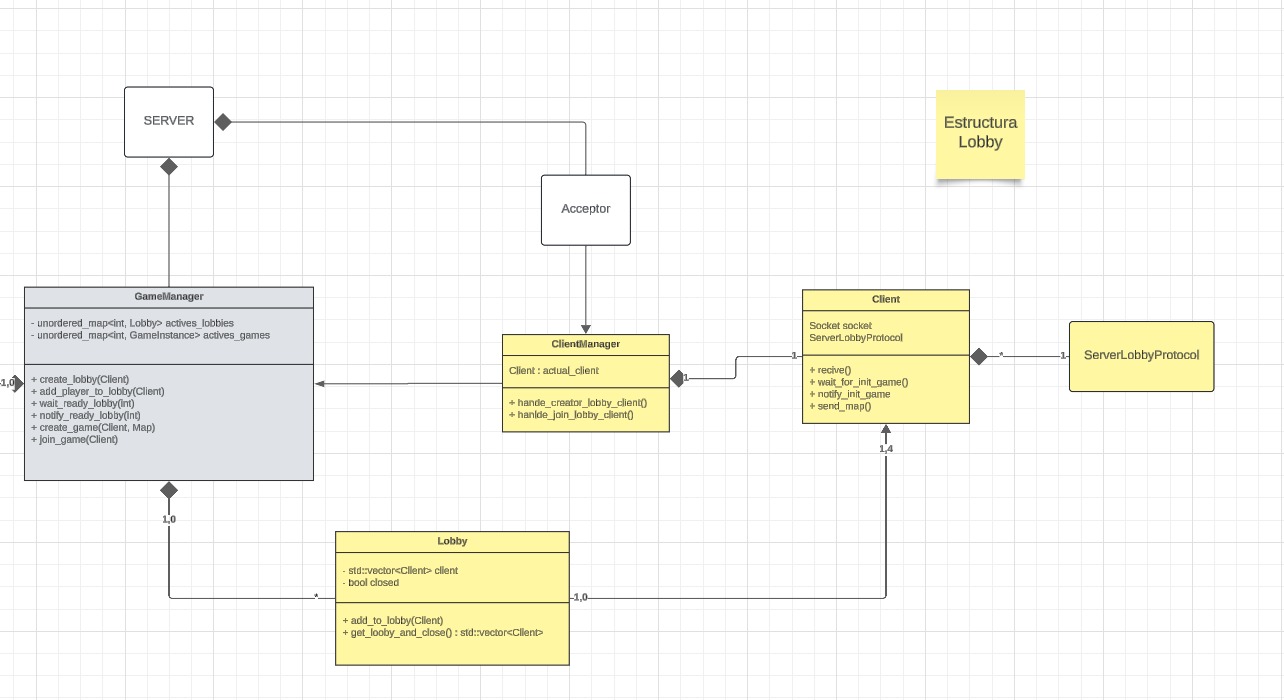 SERVER
Estructura
Lobby
Acceptor
GameManager
- unordered_map<int, Lobby> actives_lobbies
- unordered_map<int, GameInstance> actives_games
+ create_lobby(Client)
+ add_player_to_lobby(Client)
+ wait_ready_lobby(int)
+ notify_ready_lobby(int)
+ create_game(Client, Map)
+ join_game(Client)
1,0
ClientManager
Client : actual_client
+ hande_creator_lobby_client()
+ hanlde_join_lobby_client()
1
1
Client
Socket socket
ServerLobbyProtocol
+ recive()
+ wait_for_init_game()
+ notify_init_game
+ send_map()
*
1
ServerLobbyProtocol
1,4
1,0
*
Lobby
- std::vector<Client> client
- bool closed
+ add_to_lobby(Client)
+ get_looby_and_close() : std::vector<Client>
1,0